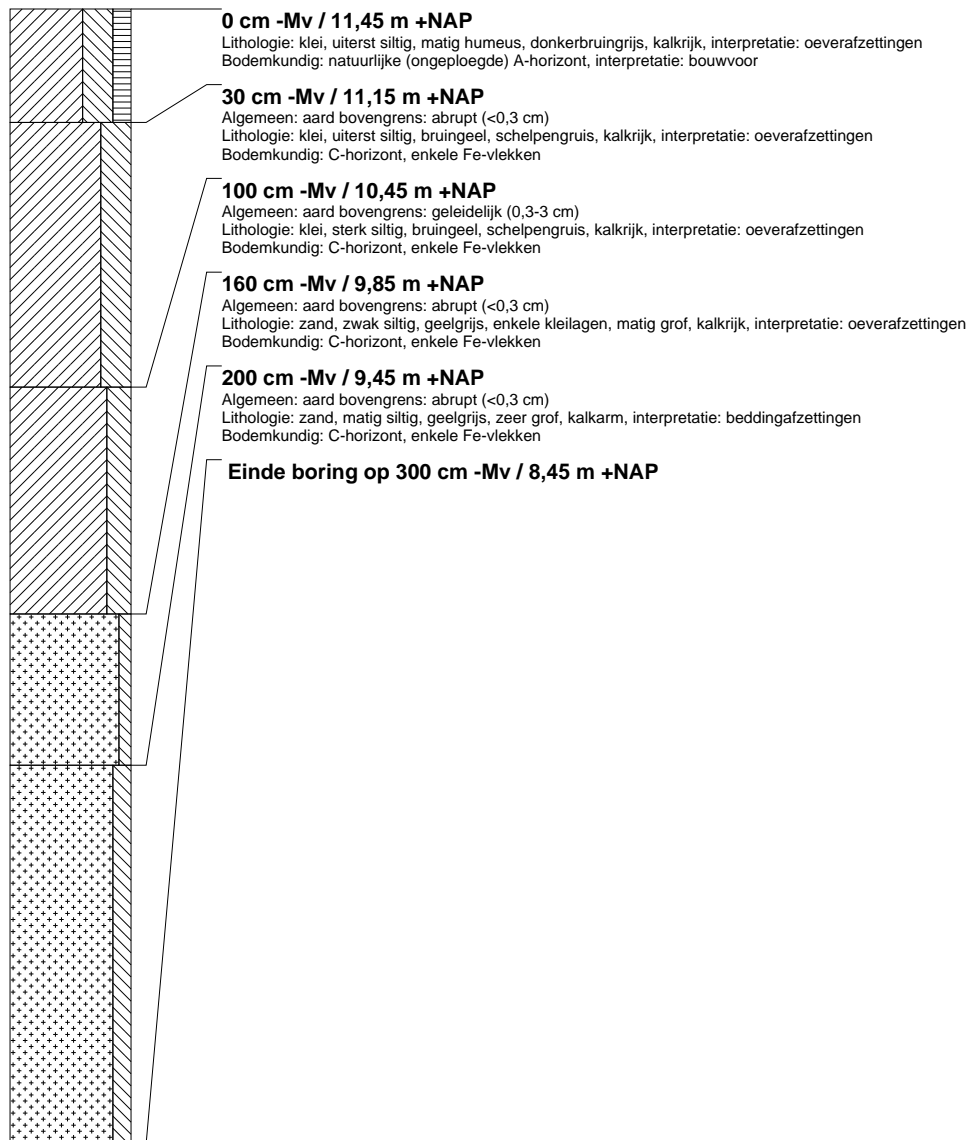 0 cm -Mv / 11,45 m +NAP
Lithologie: klei, uiterst siltig, matig humeus, donkerbruingrijs, kalkrijk, interpretatie: oeverafzettingen
Bodemkundig: natuurlijke (ongeploegde) A-horizont, interpretatie: bouwvoor
30 cm -Mv / 11,15 m +NAP
Algemeen: aard bovengrens: abrupt (<0,3 cm)
Lithologie: klei, uiterst siltig, bruingeel, schelpengruis, kalkrijk, interpretatie: oeverafzettingen
Bodemkundig: C-horizont, enkele Fe-vlekken
100 cm -Mv / 10,45 m +NAP
Algemeen: aard bovengrens: geleidelijk (0,3-3 cm)
Lithologie: klei, sterk siltig, bruingeel, schelpengruis, kalkrijk, interpretatie: oeverafzettingen
Bodemkundig: C-horizont, enkele Fe-vlekken
160 cm -Mv / 9,85 m +NAP
Algemeen: aard bovengrens: abrupt (<0,3 cm)
Lithologie: zand, zwak siltig, geelgrijs, enkele kleilagen, matig grof, kalkrijk, interpretatie: oeverafzettingen
Bodemkundig: C-horizont, enkele Fe-vlekken
200 cm -Mv / 9,45 m +NAP
Algemeen: aard bovengrens: abrupt (<0,3 cm)
Lithologie: zand, matig siltig, geelgrijs, zeer grof, kalkarm, interpretatie: beddingafzettingen
Bodemkundig: C-horizont, enkele Fe-vlekken
Einde boring op 300 cm -Mv / 8,45 m +NAP